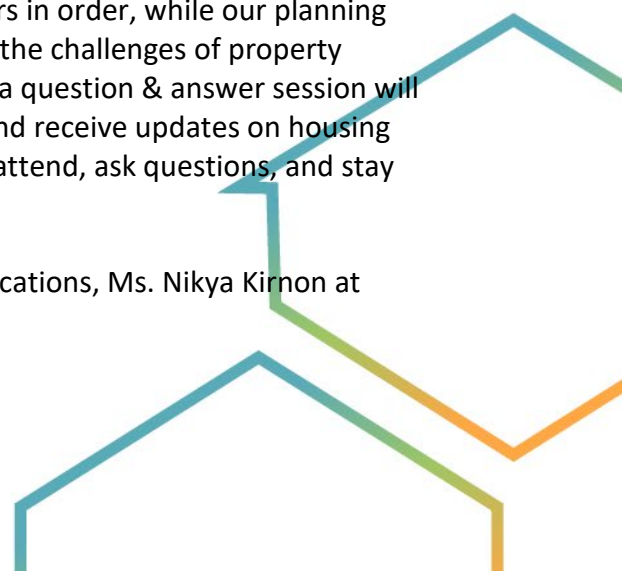 rs in order, while our planning
the challenges of property
a question & answer session will
nd receive updates on housing
attend, ask questions, and stay
cations, Ms. Nikya Kirnon at